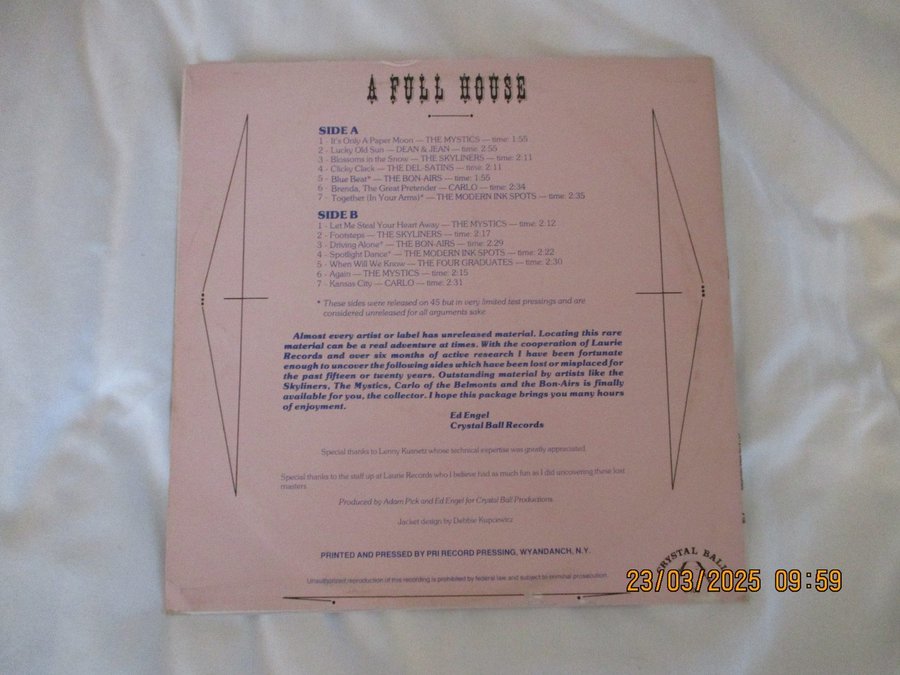 A FULL HOUSE
SIDE A
1 - It's Only A Paper Moon — THE MYSTICS — time: 1:55
2 - Lucky Old Sun — DEAN & JEAN — time: 2:55
3 - Blossoms in the Snow — THE SKYLINERS — time: 2:11
4 - Clicky Clack — THE DEL-SATINS — time: 2:11
5 - Blue Beat* — THE BON-AIRS — time: 1:55
6 - Brenda, The Great Pretender — CARLO — time: 2:34
7 - Together (In Your Arms)* — THE MODERN INK SPOTS — time: 2:35
SIDE B
1 - Let Me Steal Your Heart Away — THE MYSTICS — time: 2:12
2 - Footsteps — THE SKYLINERS — time: 2:17
3 - Driving Alone* — THE BON-AIRS — time: 2:29
4 - Spotlight Dance* — THE MODERN INK SPOTS — time: 2:22
5 - When Will We Know — THE FOUR GRADUATES — time: 2:30
6 - Again — THE MYSTICS — time: 2:15
7 - Kansas City — CARLO — time: 2:31
* These sides were released on 45 but in very limited test pressings and are
considered unreleased for all arguments sake
Almost every artist or label has unreleased material. Locating this rare
material can be a real adventure at times. With the cooperation of Laurie
Records and over six months of active research I have been fortunate
enough to uncover the following sides which have been lost or misplaced for
the past fifteen or twenty years. Outstanding material by artists like the
Skyliners, The Mystics, Carlo of the Belmonts and the Bon-Airs is finally
available for you, the collector. I hope this package brings you many hours
of enjoyment.
Ed Engel
Crystal Ball Records
Special thanks to Lenny Kusnetz whose technical expertise was greatly appreciated.
Special thanks to the staff up at Laurie Records who I believe had as much fun as I did uncovering these lost
masters.
Produced by Adam Pick and Ed Engel for Crystal Ball Productions.
Jacket design by Debbie
PRINTED AND PRESSED BY PRI RECORD PRESSING, WYANDANCH, N.Y.
Unauthorized reproduction of this recording is prohibited by federal law and subject to criminal prosecution.
CRYSTAL BALL
23/03/2025 09:59